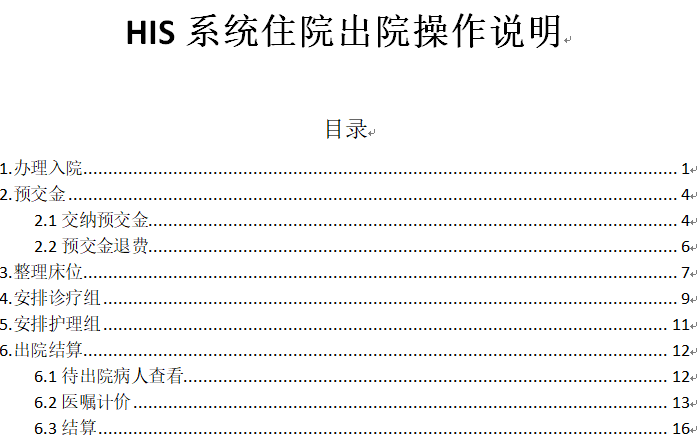 HIS 系统住院出院操作说明
目录
1.办理入院........................................1
2.预交金........................................4
2.1 交纳预交金........................................4
2.2 预交金退费........................................6
3.整理床位........................................7
4.安排诊疗组........................................9
5.安排护理组........................................11
6.出院结算........................................12
6.1 待出院病人查看........................................12
6.2 医嘱计价........................................13
6.3 结算........................................16